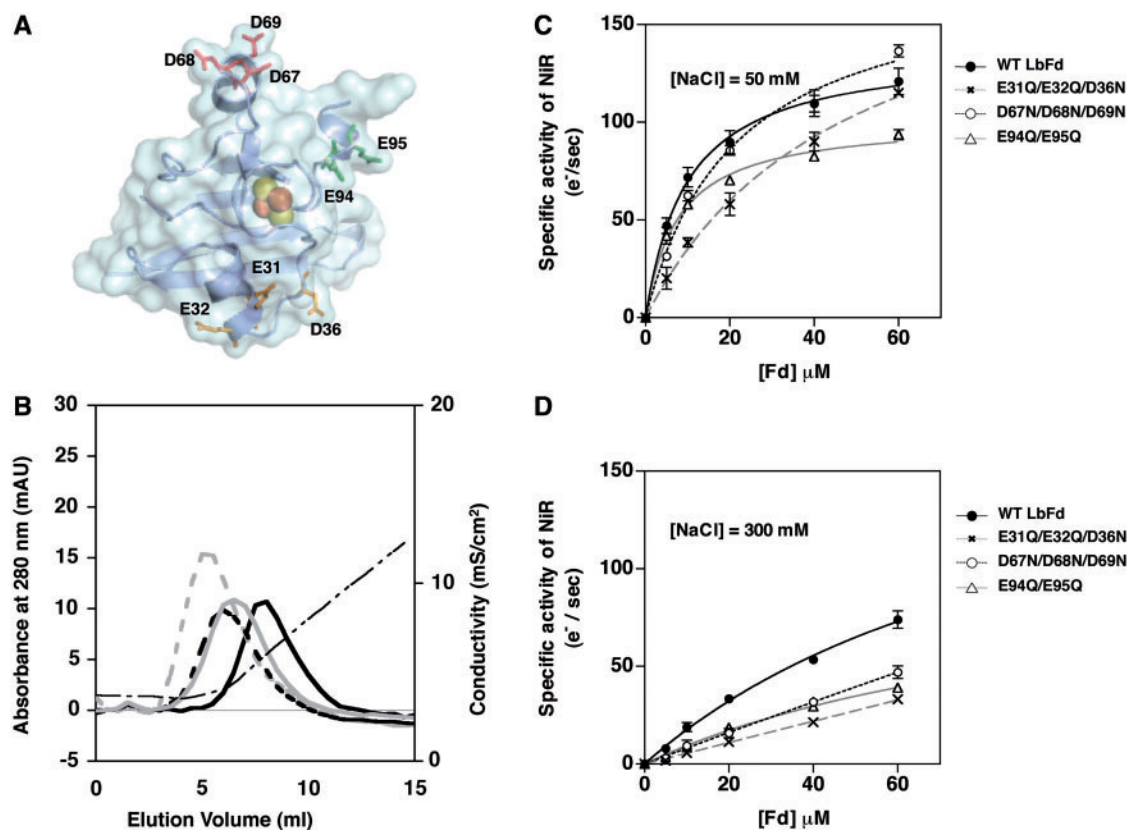 A
D69
D68
D67
E95
E94
E31
E32
D36
B
Absorbance at 280 nm (mAU)
30
25
20
15
10
5
0
-5
20
10
0
Conductivity (mS/cm²)
0
5
10
15
Elution Volume (ml)
C
Specific activity of NiR
(e⁻/sec)
150
100
50
0
[NaCl] = 50 mM
0
20
40
60
[Fd] μM
WT LbFd
E31Q/E32Q/D36N
D67N/D68N/D69N
E94Q/E95Q
D
Specific activity of NiR
(e⁻/ sec)
150
100
50
0
[NaCl] = 300 mM
0
20
40
60
[Fd] μM
WT LbFd
E31Q/E32Q/D36N
D67N/D68N/D69N
E94Q/E95Q